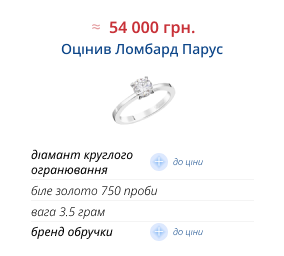 ≈ 54 000 грн.
Оцінив Ломбард Парус
діамант круглого до ціни
огранювання
біле золото 750 проби
вага 3.5 грам
бренд обручки до ціни